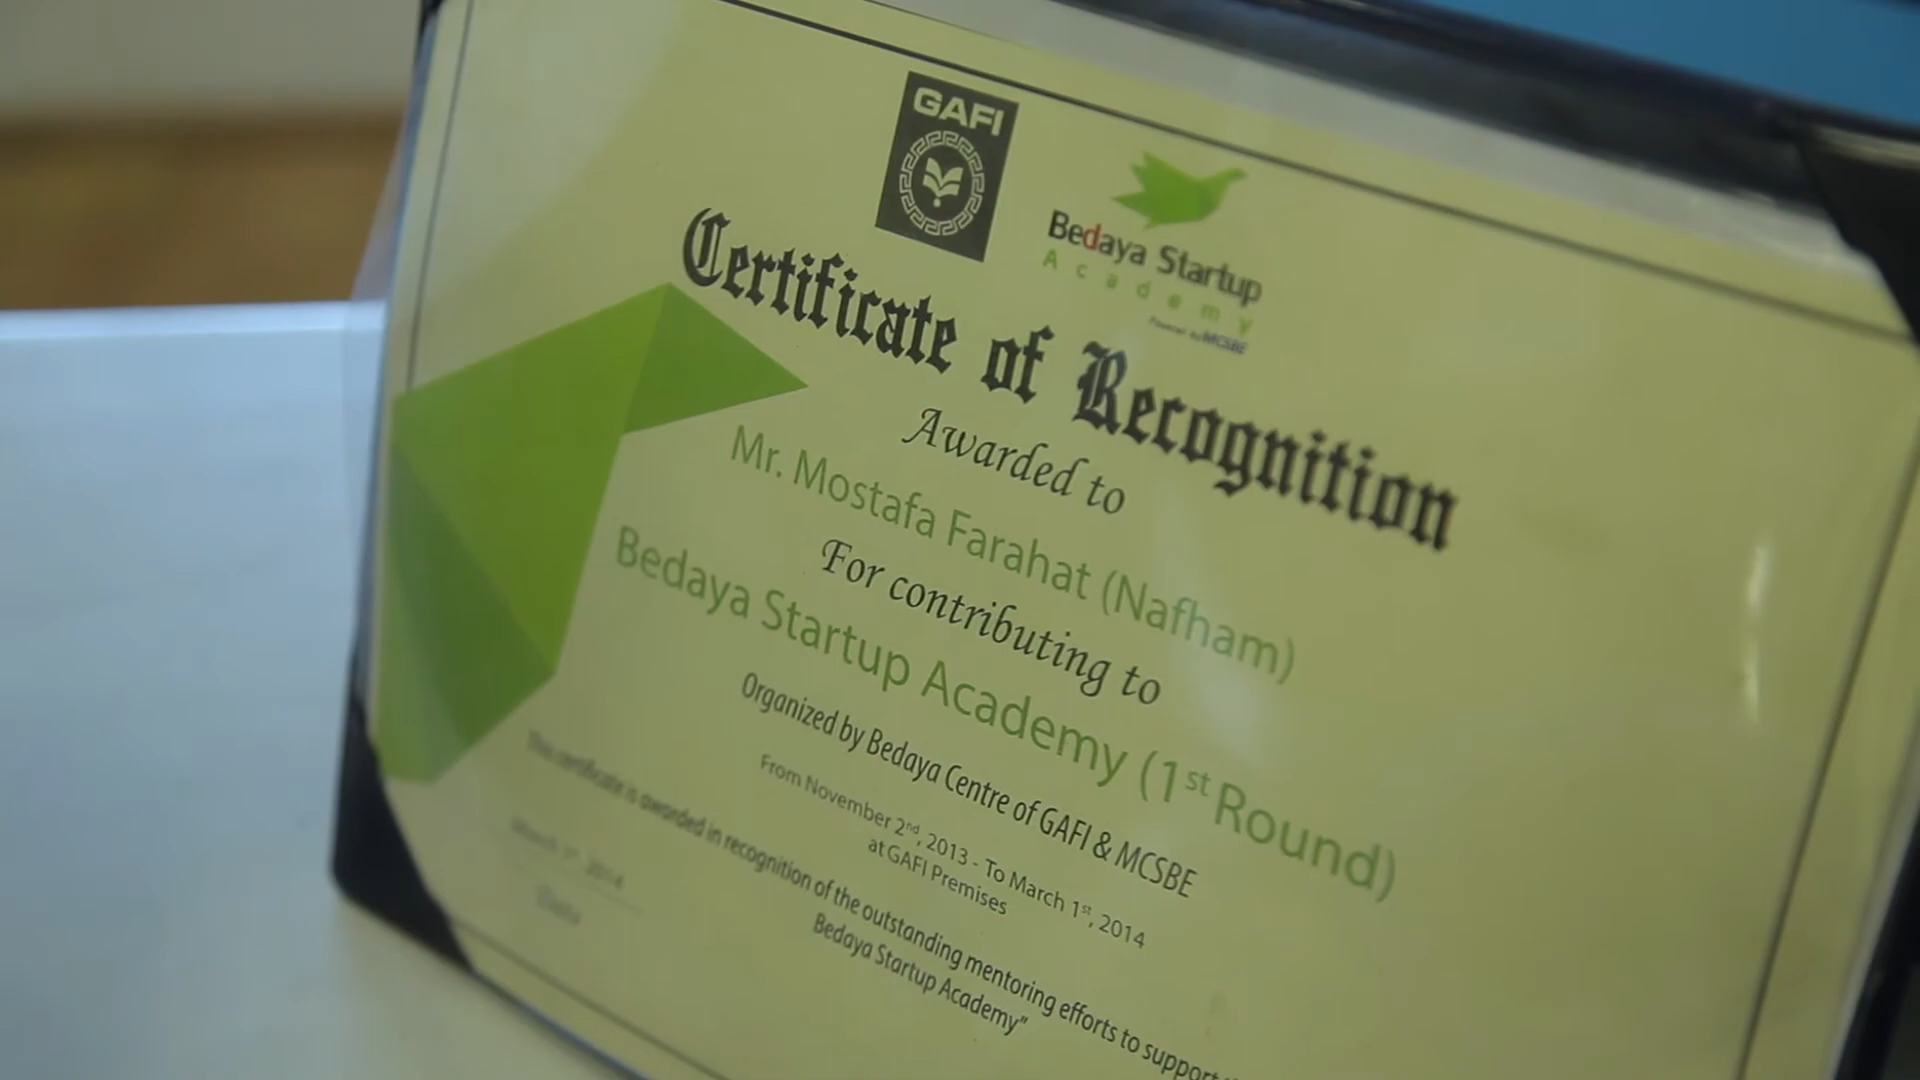 GAFI
Bedaya Startup
Academy
Powered by MCSBE
Certificate of Recognition
Awarded to
Mr. Mostafa Farahat (Nafham)
For contributing to
Bedaya Startup Academy (1st Round)
Organized by Bedaya Centre of GAFI & MCSBE
From November 2nd, 2013 - To March 1st, 2014
at GAFI Premises
This certificate is awarded in recognition of the outstanding mentoring efforts to support
Bedaya Startup Academy"
March 1st, 2014